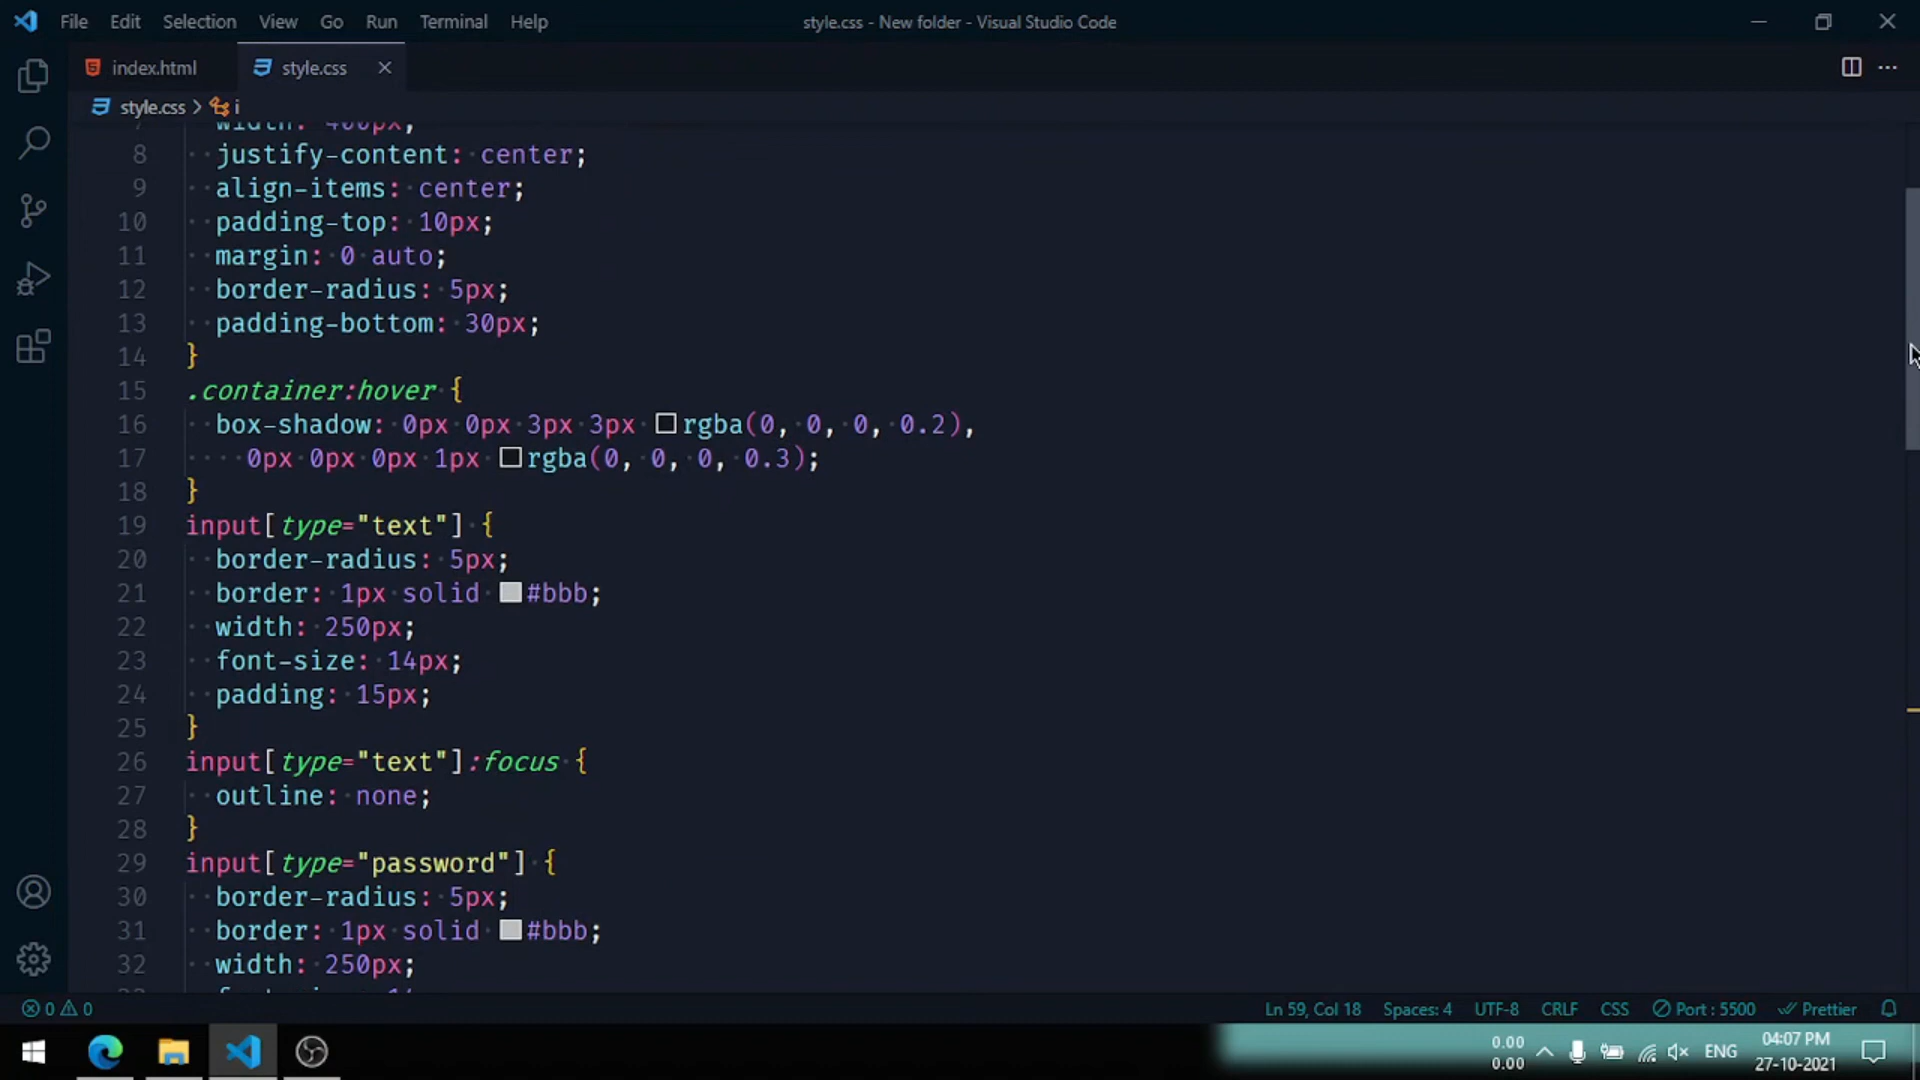 File Edit Selection View Go Run Terminal Help
style.css - New folder - Visual Studio Code
index.html
style.css
style.css > i
width: 400px;
8 justify-content: center;
9 align-items: center;
10 padding-top: 10px;
11 margin: 0 auto;
12 border-radius: 5px;
13 padding-bottom: 30px;
14 }
15 .container:hover {
16 box-shadow: 0px 0px 3px 3px rgba(0, 0, 0, 0.2),
17 0px 0px 0px 1px rgba(0, 0, 0, 0.3);
18 }
19 input[type="text"] {
20 border-radius: 5px;
21 border: 1px solid #bbb;
22 width: 250px;
23 font-size: 14px;
24 padding: 15px;
25 }
26 input[type="text"]:focus {
27 outline: none;
28 }
29 input[type="password"] {
30 border-radius: 5px;
31 border: 1px solid #bbb;
32 width: 250px;
0 0
Ln 59, Col 18 Spaces: 4 UTF-8 CRLF CSS Port : 5500 Prettier
0.00
0.00
ENG
04:07 PM
27-10-2021